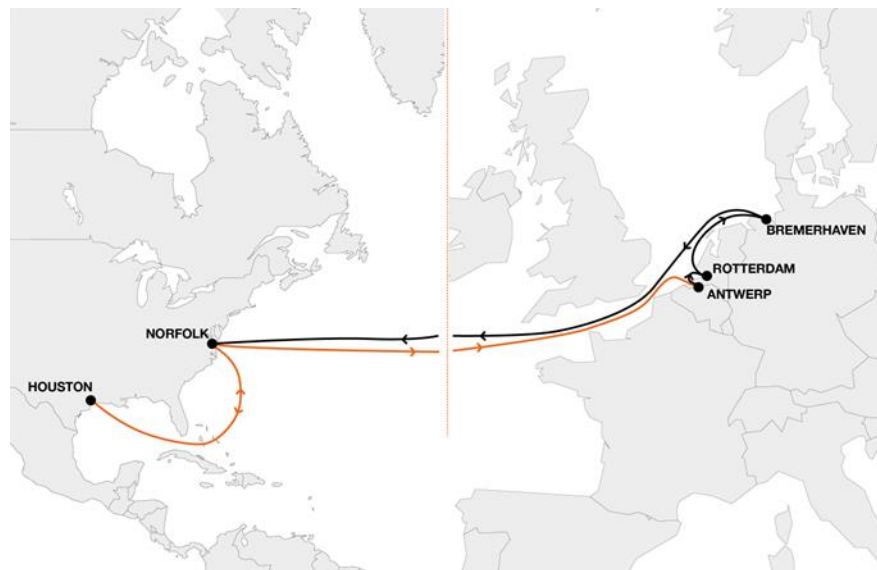 BREMERHAVEN
ROTTERDAM
ANTWERP
NORFOLK
HOUSTON